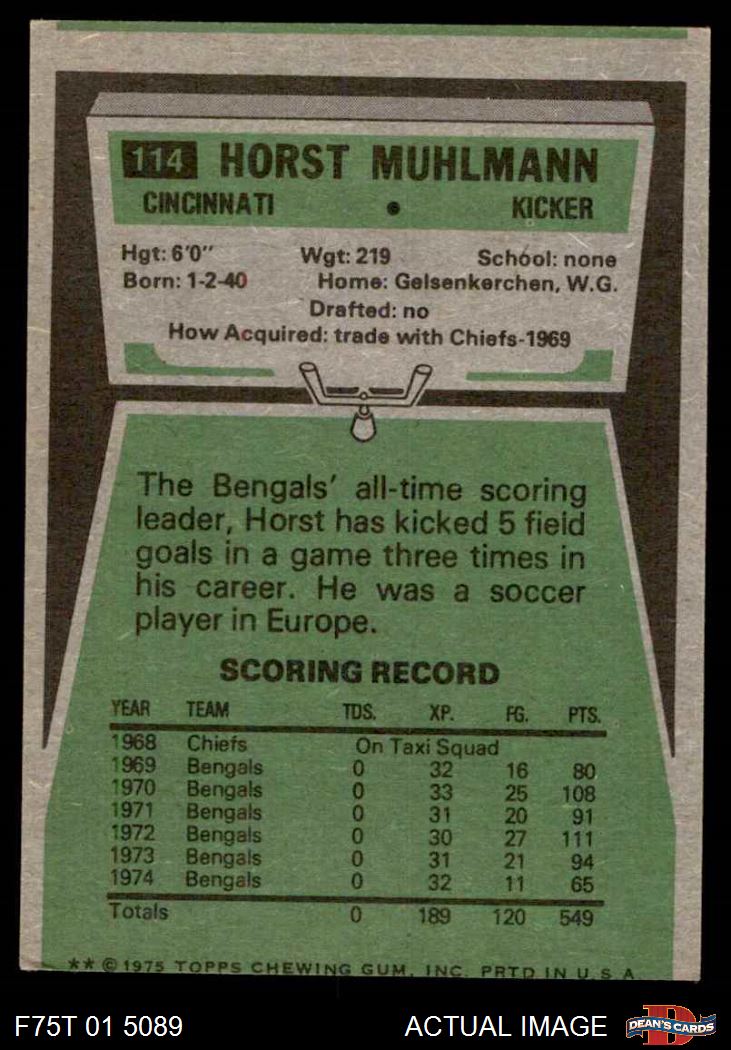 114 HORST MUHLMANN
CINCINNATI • KICKER
Hgt: 6'0" Wgt: 219 School: none
Born: 1-2-40 Home: Gelsenkerchen, W.G.
Drafted: no
How Acquired: trade with Chiefs-1969
The Bengals' all-time scoring
leader, Horst has kicked 5 field
goals in a game three times in
his career. He was a soccer
player in Europe.
SCORING RECORD
YEAR TEAM TDS. XP. FG. PTS.
1968 Chiefs On Taxi Squad
1969 Bengals 0 32 16 80
1970 Bengals 0 33 25 108
1971 Bengals 0 31 20 91
1972 Bengals 0 30 27 111
1973 Bengals 0 31 21 94
1974 Bengals 0 32 11 65
Totals 0 189 120 549
** © 1975 TOPPS CHEWING GUM, INC. PRTD IN U.S.A.
F75T 01 5089 ACTUAL IMAGE D DEAN'S CARDS